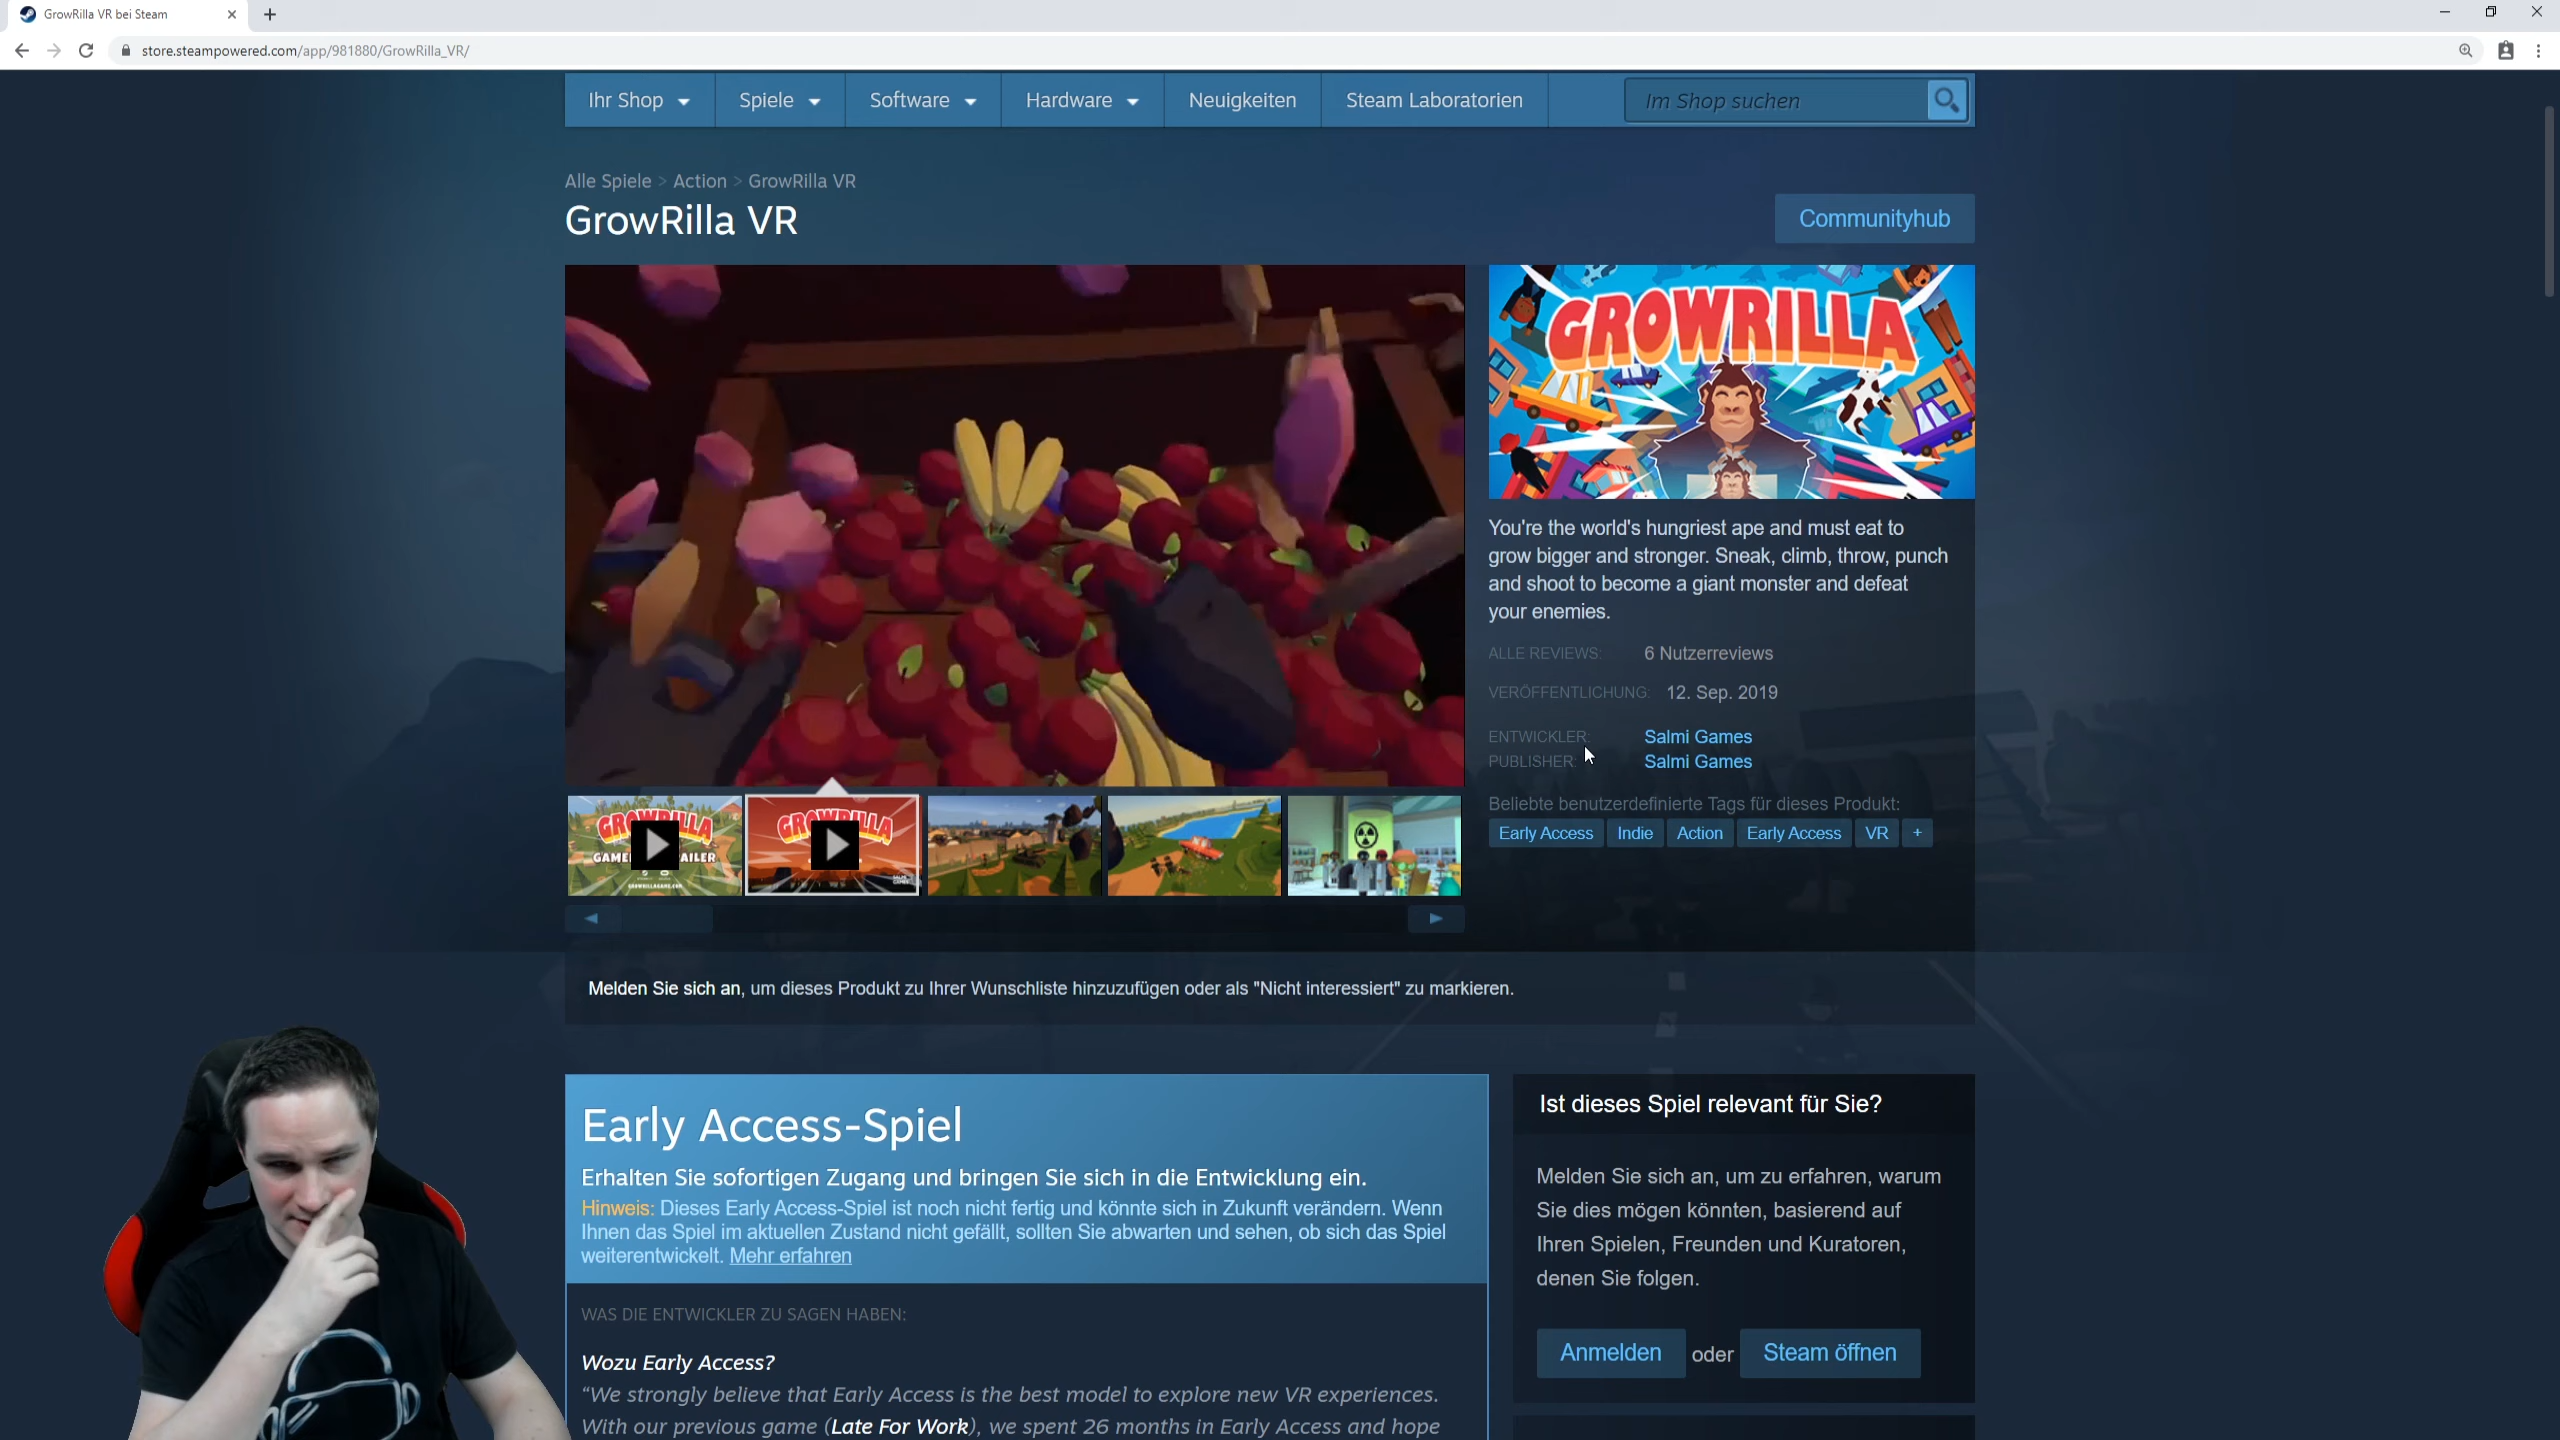 GrowRilla VR bei Steam
store.steampowered.com/app/981880/GrowRilla_VR/
Ihr Shop
Spiele
Software
Hardware
Neuigkeiten
Steam Laboratorien
Im Shop suchen
Alle Spiele > Action > GrowRilla VR
GrowRilla VR
Communityhub
GROWRILLA
You're the world's hungriest ape and must eat to
grow bigger and stronger. Sneak, climb, throw, punch
and shoot to become a giant monster and defeat
your enemies.
ALLE REVIEWS: 6 Nutzerreviews
VERÖFFENTLICHUNG: 12. Sep. 2019
ENTWICKLER: Salmi Games
PUBLISHER: Salmi Games
Beliebte benutzerdefinierte Tags für dieses Produkt:
Early Access Indie Action Early Access VR +
Melden Sie sich an, um dieses Produkt zu Ihrer Wunschliste hinzuzufügen oder als "Nicht interessiert" zu markieren.
Early Access-Spiel
Erhalten Sie sofortigen Zugang und bringen Sie sich in die Entwicklung ein.
Hinweis: Dieses Early Access-Spiel ist noch nicht fertig und könnte sich in Zukunft verändern. Wenn
Ihnen das Spiel im aktuellen Zustand nicht gefällt, sollten Sie abwarten und sehen, ob sich das Spiel
weiterentwickelt. Mehr erfahren
WAS DIE ENTWICKLER ZU SAGEN HABEN:
Wozu Early Access?
“We strongly believe that Early Access is the best model to explore new VR experiences.
With our previous game (Late For Work), we spent 26 months in Early Access and hope
Ist dieses Spiel relevant für Sie?
Melden Sie sich an, um zu erfahren, warum
Sie dies mögen könnten, basierend auf
Ihren Spielen, Freunden und Kuratoren,
denen Sie folgen.
Anmelden oder Steam öffnen